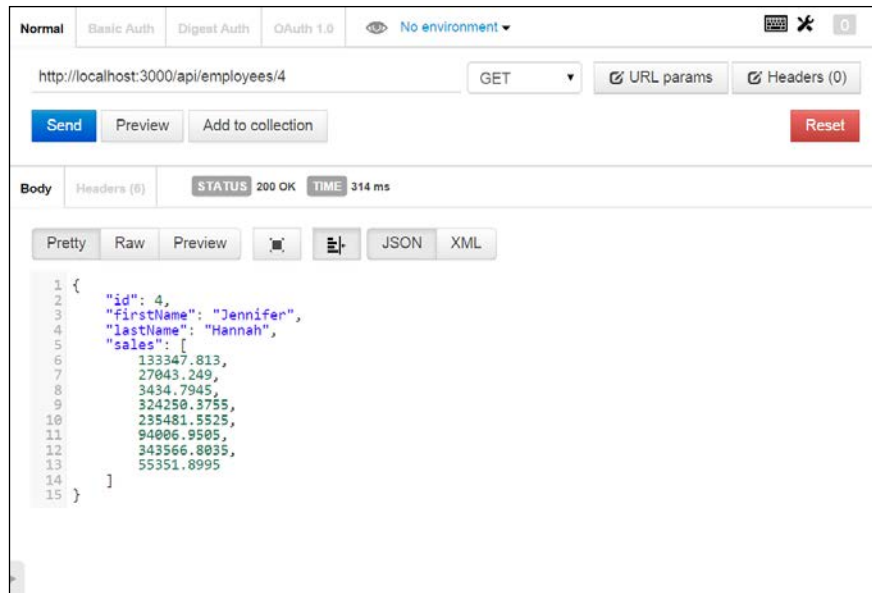 Normal Basic Auth Digest Auth OAuth 1.0 No environment 0
http://localhost:3000/api/employees/4 GET URL params Headers (0)
Send Preview Add to collection Reset
Body Headers (6) STATUS 200 OK TIME 314 ms
Pretty Raw Preview JSON XML
1 {
2 "id": 4,
3 "firstName": "Jennifer",
4 "lastName": "Hannah",
5 "sales": [
6 133347.813,
7 27043.249,
8 3434.7945,
9 324250.3755,
10 235481.5525,
11 94006.9505,
12 343566.8035,
13 55351.8995
14 ]
15 }